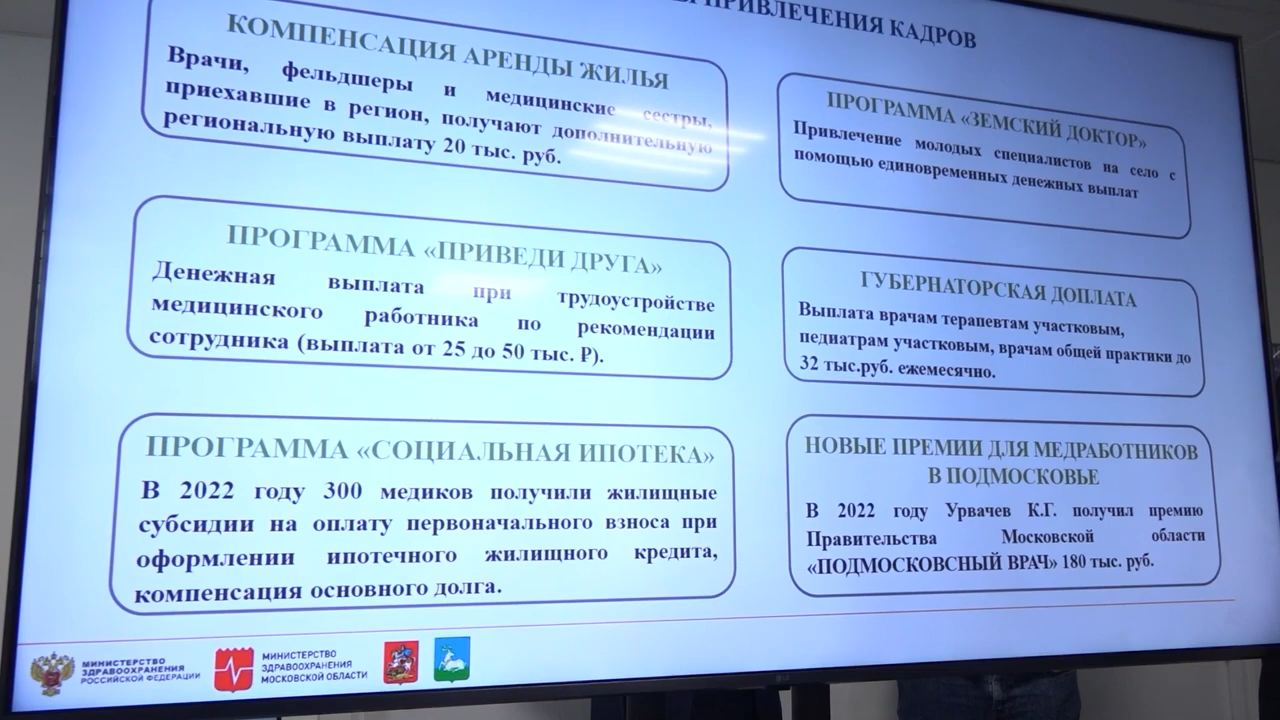 ПРИВЛЕЧЕНИЯ КАДРОВ
КОМПЕНСАЦИЯ АРЕНДЫ ЖИЛЬЯ
Врачи, фельдшеры и медицинские сестры,
приехавшие в регион, получают дополнительную
региональную выплату 20 тыс. руб.
ПРОГРАММА «ЗЕМСКИЙ ДОКТОР»
Привлечение молодых специалистов на село с
помощью единовременных денежных выплат
ПРОГРАММА «ПРИВЕДИ ДРУГА»
Денежная выплата при трудоустройстве
медицинского работника по рекомендации
сотрудника (выплата от 25 до 50 тыс. ₽).
ГУБЕРНАТОРСКАЯ ДОПЛАТА
Выплата врачам терапевтам участковым,
педиатрам участковым, врачам общей практики до
32 тыс.руб. ежемесячно.
ПРОГРАММА «СОЦИАЛЬНАЯ ИПОТЕКА»
В 2022 году 300 медиков получили жилищные
субсидии на оплату первоначального взноса при
оформлении ипотечного жилищного кредита,
компенсация основного долга.
НОВЫЕ ПРЕМИИ ДЛЯ МЕДРАБОТНИКОВ
В ПОДМОСКОВЬЕ
В 2022 году Урвачев К.Г. получил премию
Правительства Московской области
«ПОДМОСКОВСНЫЙ ВРАЧ» 180 тыс. руб.
МИНИСТЕРСТВО
ЗДРАВООХРАНЕНИЯ
РОССИЙСКОЙ ФЕДЕРАЦИИ
МИНИСТЕРСТВО
ЗДРАВООХРАНЕНИЯ
МОСКОВСКОЙ ОБЛАСТИ
LG